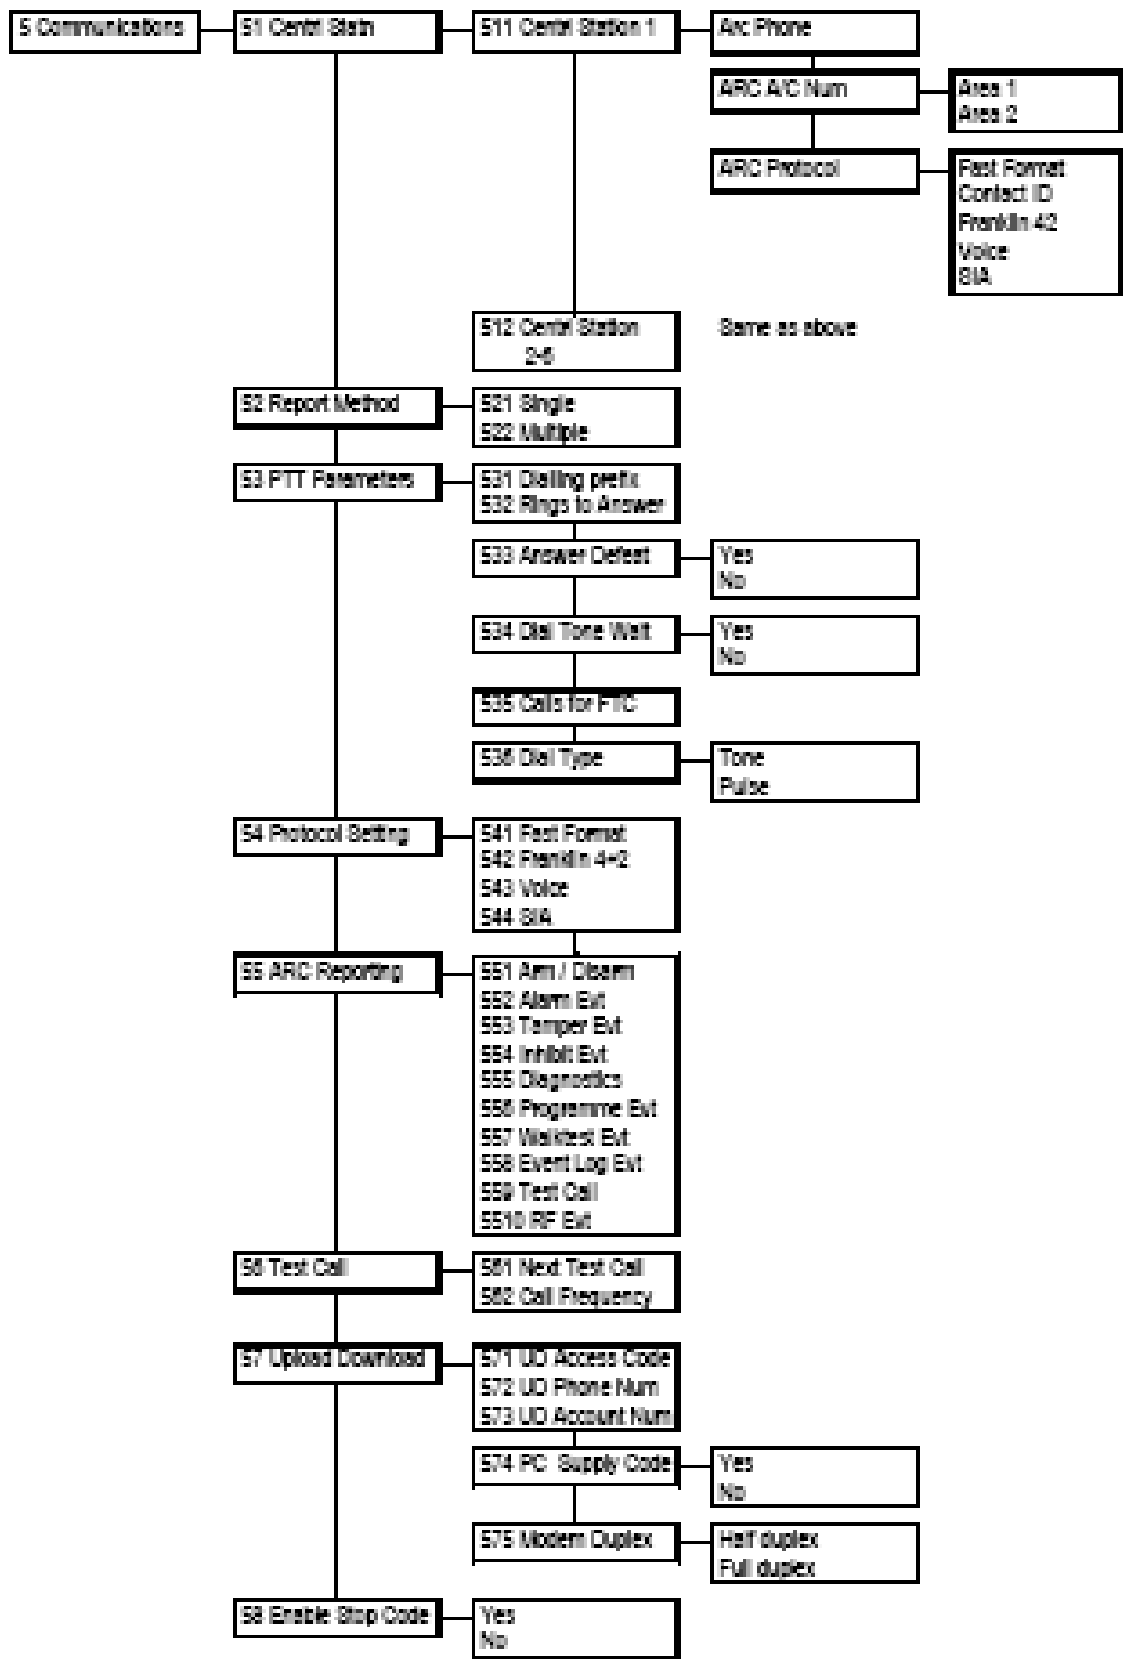 5 Communications
51 Centrl Statn
511 Centrl Station 1
Arc Phone
ARC A/C Num
Area 1
Area 2
ARC Protocol
Fast Format
Contact ID
Franklin 42
Voice
SIA
512 Centrl Station
2-6
Same as above
52 Report Method
521 Single
522 Multiple
53 PTT Parameters
531 Dialling prefix
532 Rings to Answer
533 Answer Defeat
Yes
No
534 Dial Tone Wait
Yes
No
535 Calls for FTC
536 Dial Type
Tone
Pulse
54 Protocol Setting
541 Fast Format
542 Franklin 4+2
543 Voice
544 SIA
55 ARC Reporting
551 Arm / Disarm
552 Alarm Evt
553 Tamper Evt
554 Inhibit Evt
555 Diagnostics
556 Programme Evt
557 Walktest Evt
558 Event Log Evt
559 Test Call
5510 RF Evt
56 Test Call
561 Next Test Call
562 Call Frequency
57 Upload Download
571 UD Access Code
572 UD Phone Num
573 UD Account Num
574 PC Supply Code
Yes
No
575 Modem Duplex
Half duplex
Full duplex
58 Enable Stop Code
Yes
No